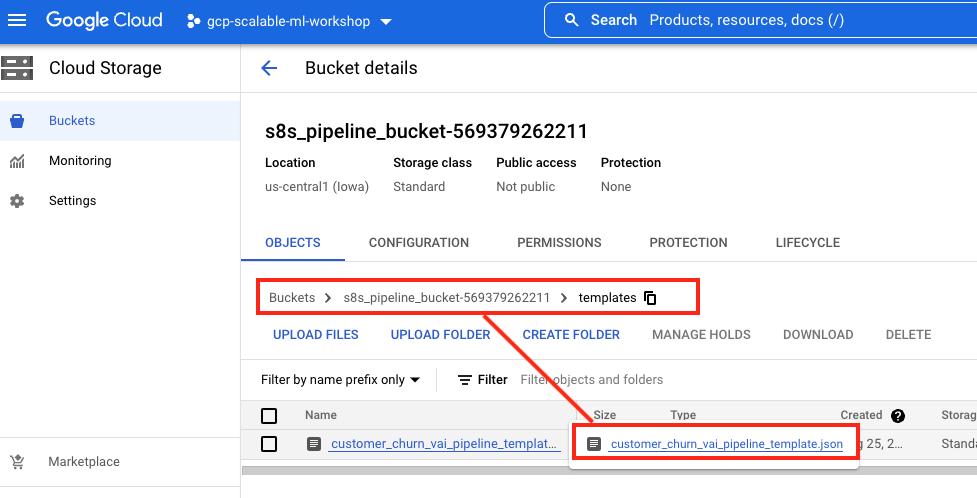 Google Cloud
gcp-scalable-ml-workshop
Search Products, resources, docs (/)
Cloud Storage
Bucket details
Buckets
Monitoring
Settings
Marketplace
s8s_pipeline_bucket-569379262211
Location Storage class Public access Protection
us-central1 (Iowa) Standard Not public None
OBJECTS CONFIGURATION PERMISSIONS PROTECTION LIFECYCLE
Buckets > s8s_pipeline_bucket-569379262211 > templates
UPLOAD FILES UPLOAD FOLDER CREATE FOLDER MANAGE HOLDS DOWNLOAD DELETE
Filter by name prefix only Filter Filter objects and folders
Name Size Type Created ? Storag
customer_churn_vai_pipeline_templat... customer_churn_vai_pipeline_template.json g 25, 2... Standa